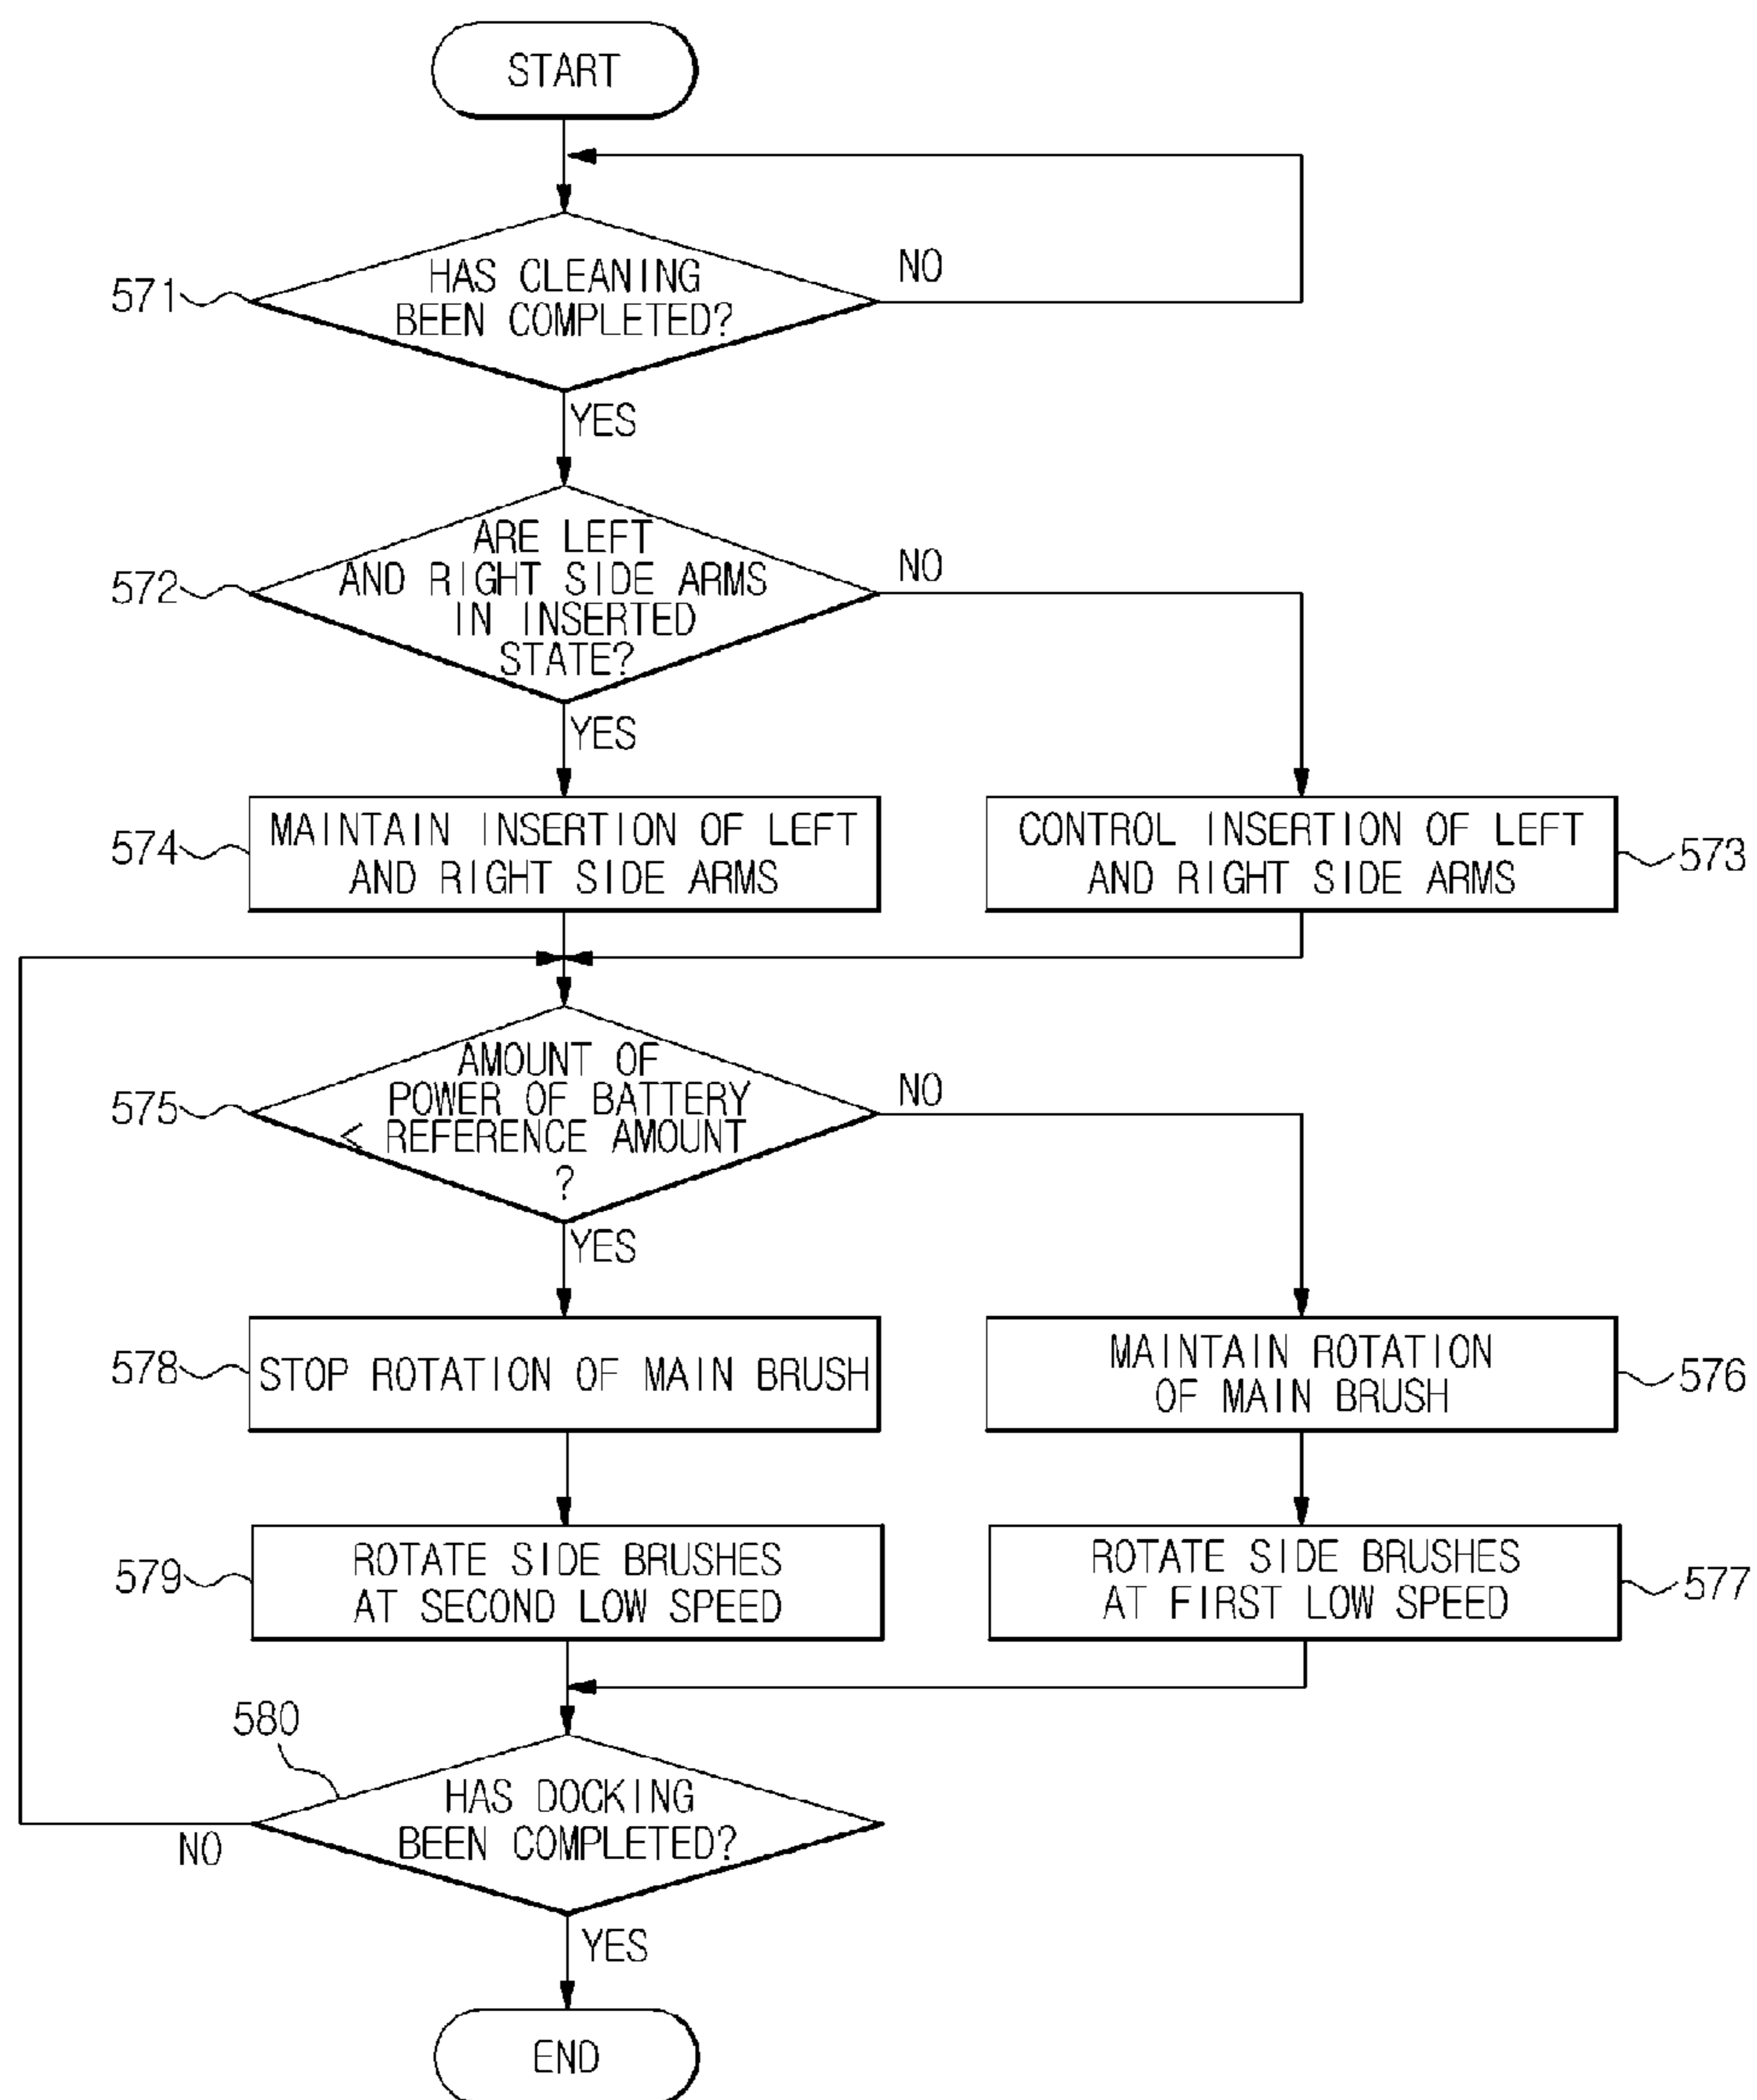 START
HAS CLEANING
BEEN COMPLETED?
NO
571
YES
ARE LEFT
AND RIGHT SIDE ARMS
IN INSERTED
STATE?
NO
572
YES
MAINTAIN INSERTION OF LEFT
AND RIGHT SIDE ARMS
574
CONTROL INSERTION OF LEFT
AND RIGHT SIDE ARMS
573
AMOUNT OF
POWER OF BATTERY
< REFERENCE AMOUNT
?
NO
575
YES
STOP ROTATION OF MAIN BRUSH
578
MAINTAIN ROTATION
OF MAIN BRUSH
576
ROTATE SIDE BRUSHES
AT SECOND LOW SPEED
579
ROTATE SIDE BRUSHES
AT FIRST LOW SPEED
577
580
HAS DOCKING
BEEN COMPLETED?
NO
YES
END